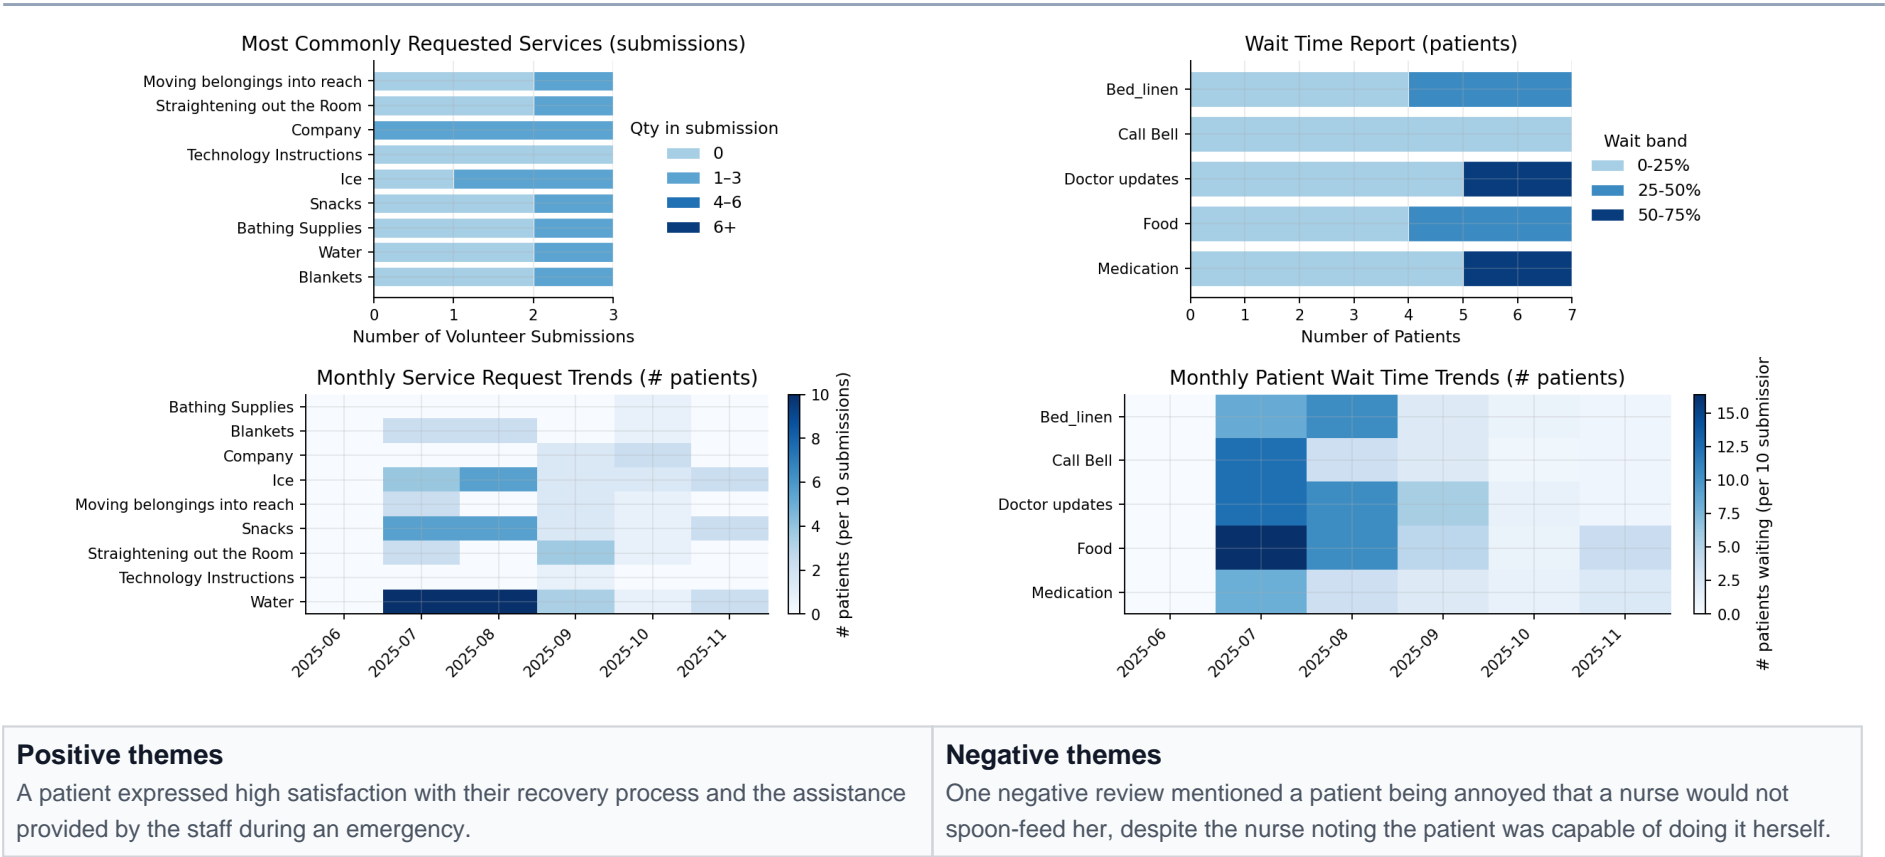 Most Commonly Requested Services (submissions)
Moving belongings into reach
Straightening out the Room
Company
Technology Instructions
Ice
Snacks
Bathing Supplies
Water
Blankets
0 1 2 3
Number of Volunteer Submissions
Qty in submission
0
1–3
4–6
6+
Wait Time Report (patients)
Bed_linen
Call Bell
Doctor updates
Food
Medication
0 1 2 3 4 5 6 7
Number of Patients
Wait band
0-25%
25-50%
50-75%
Monthly Service Request Trends (# patients)
Bathing Supplies
Blankets
Company
Ice
Moving belongings into reach
Snacks
Straightening out the Room
Technology Instructions
Water
2025-06 2025-07 2025-08 2025-09 2025-10 2025-11
10
8
6
4
2
0
# patients (per 10 submissions)
Monthly Patient Wait Time Trends (# patients)
Bed_linen
Call Bell
Doctor updates
Food
Medication
2025-06 2025-07 2025-08 2025-09 2025-10 2025-11
15.0
12.5
10.0
7.5
5.0
2.5
0.0
# patients waiting (per 10 submission
Positive themes
A patient expressed high satisfaction with their recovery process and the assistance
provided by the staff during an emergency.
Negative themes
One negative review mentioned a patient being annoyed that a nurse would not
spoon-feed her, despite the nurse noting the patient was capable of doing it herself.